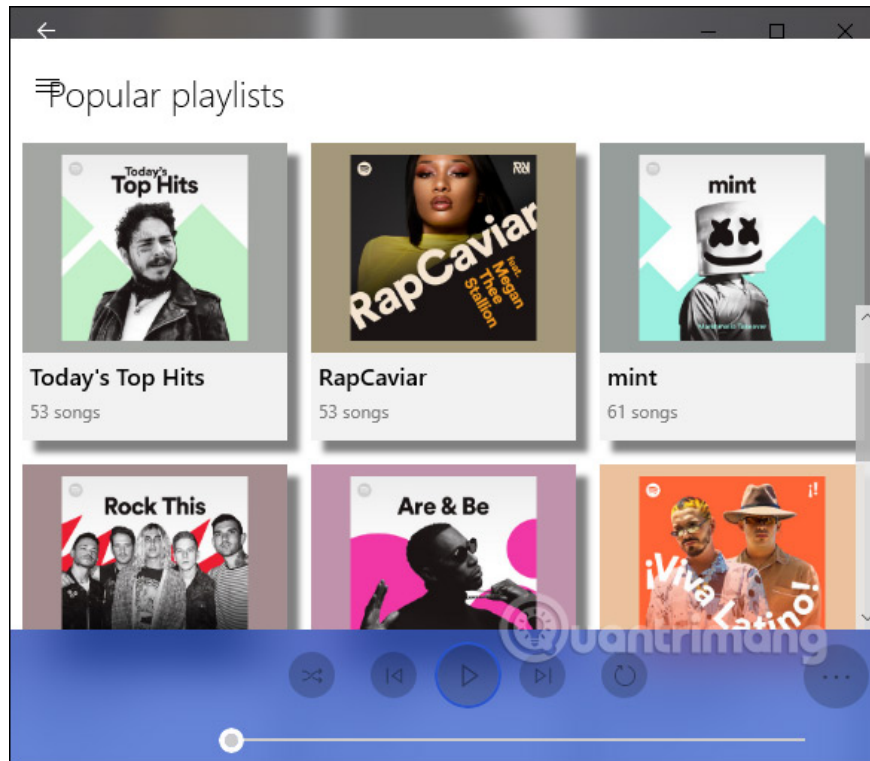 Popular playlists
Today's
Top Hits
RapCaviar
feat.
Megan
Thee
Stallion
mint
Today's Top Hits
53 songs
RapCaviar
53 songs
mint
61 songs
Rock This
Are & Be
¡!
¡Viva Latino!
Quantrimang